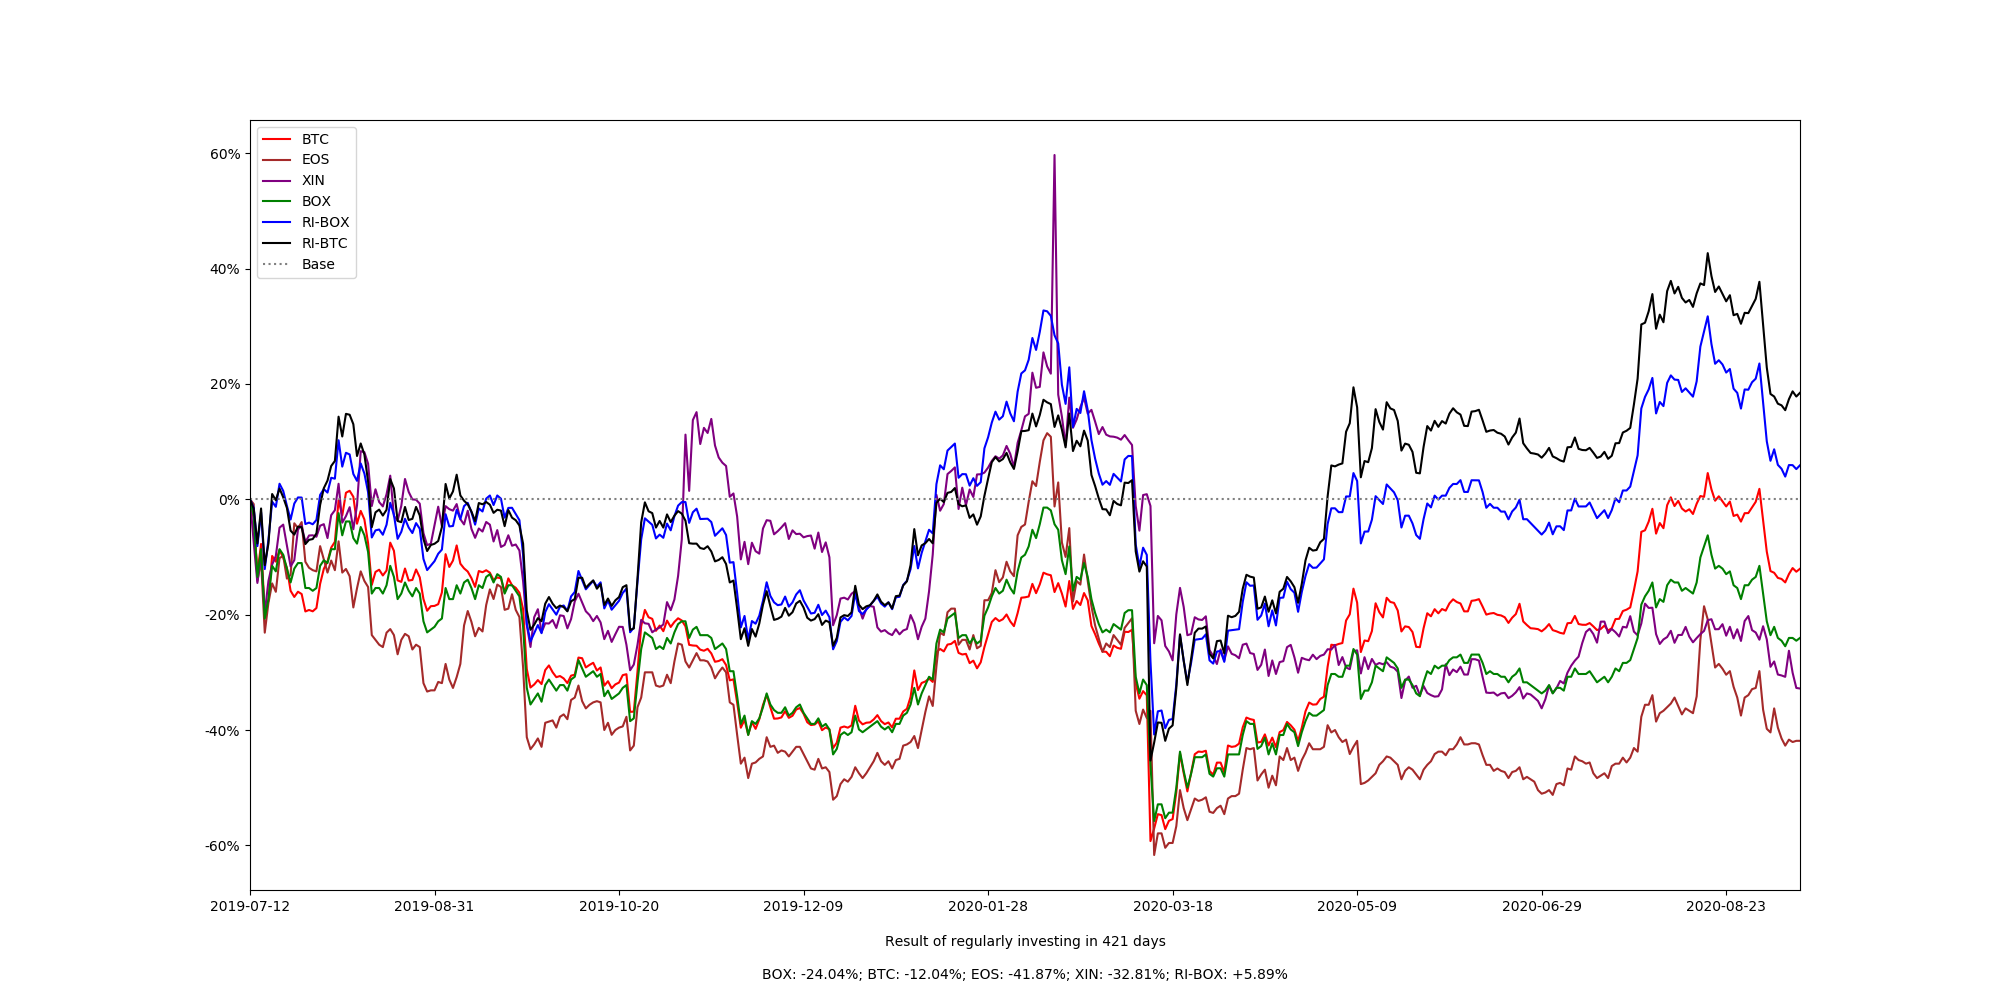 60%
40%
20%
0%
-20%
-40%
-60%
BTC
EOS
XIN
BOX
RI-BOX
RI-BTC
Base
2019-07-12 2019-08-31 2019-10-20 2019-12-09 2020-01-28 2020-03-18 2020-05-09 2020-06-29 2020-08-23
Result of regularly investing in 421 days
BOX: -24.04%; BTC: -12.04%; EOS: -41.87%; XIN: -32.81%; RI-BOX: +5.89%